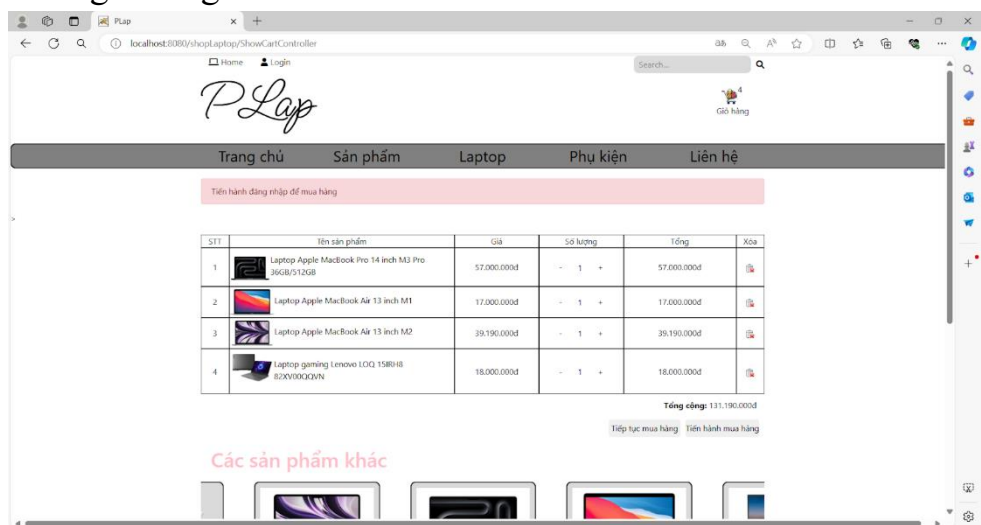 PLap
localhost:8080/shopLaptop/ShowCartController
Home Login
Search...
PLap
4
Giỏ hàng
Trang chủ Sản phẩm Laptop Phụ kiện Liên hệ
Tiến hành đăng nhập để mua hàng
>
STT Tên sản phẩm Giá Số lượng Tổng Xóa
1 Laptop Apple MacBook Pro 14 inch M3 Pro 36GB/512GB 57.000.000đ - 1 + 57.000.000đ
2 Laptop Apple MacBook Air 13 inch M1 17.000.000đ - 1 + 17.000.000đ
3 Laptop Apple MacBook Air 13 inch M2 39.190.000đ - 1 + 39.190.000đ
4 Laptop gaming Lenovo LOQ 15IRH8 82XV00QQVN 18.000.000đ - 1 + 18.000.000đ
Tổng cộng: 131.190.000đ
Tiếp tục mua hàng Tiến hành mua hàng
Các sản phẩm khác